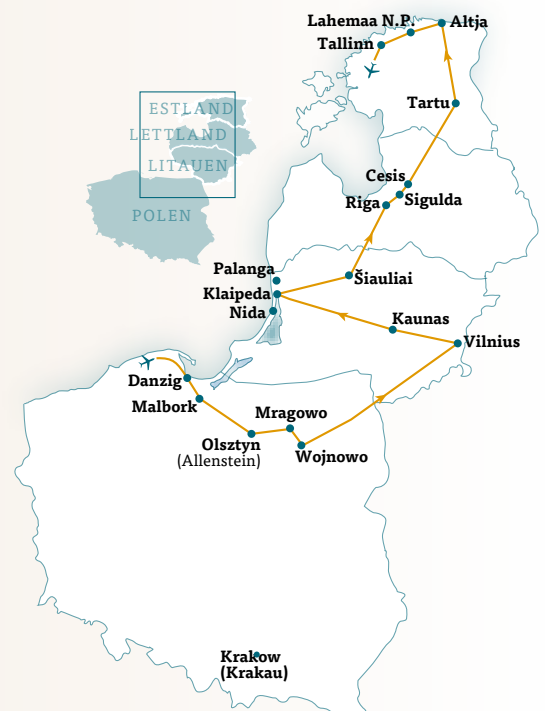 Lahemaa N.P.
Altja
Tallinn
Tartu
ESTLAND
LETTLAND
LITAUEN
POLEN
Cesis
Sigulda
Riga
Palanga
Šiauliai
Klaipeda
Nida
Kaunas
Vilnius
Danzig
Malbork
Mragowo
Olsztyn
(Allenstein)
Wojnowo
Krakow
(Krakau)